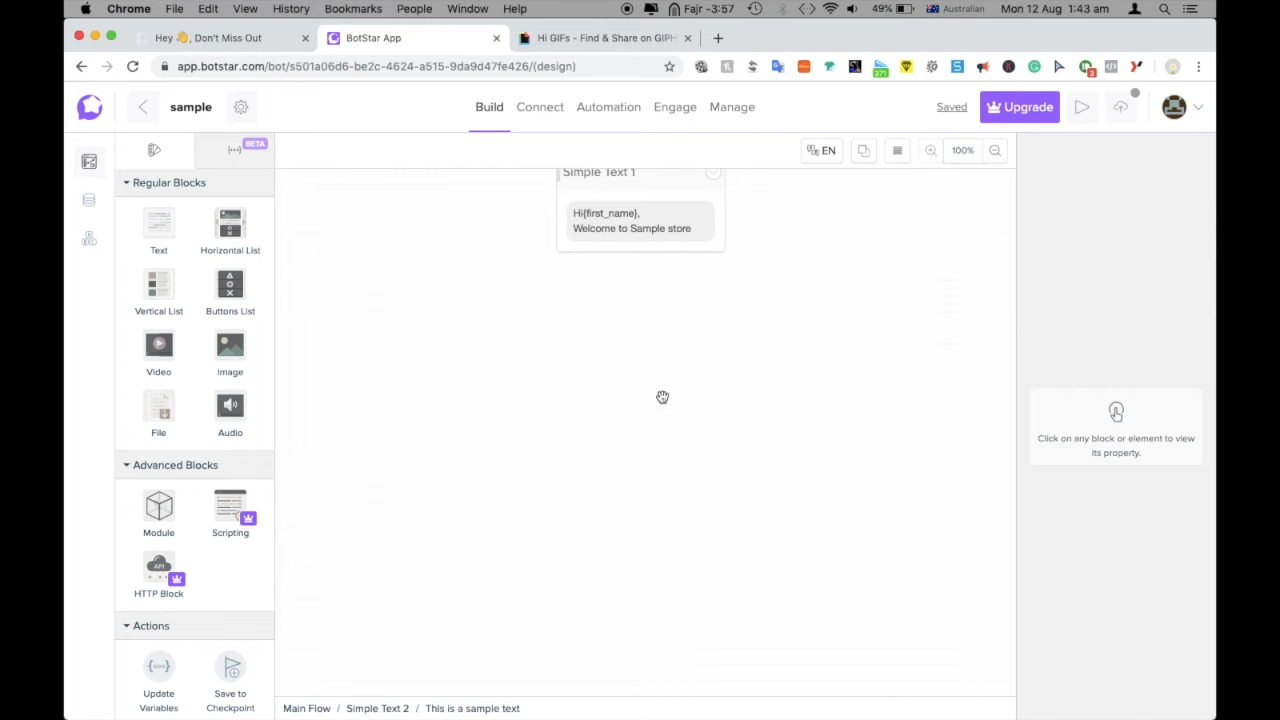 Chrome File Edit View History Bookmarks People Window Help Fajr -3:57 49% Australian Mon 12 Aug 1:43 am
Hey 👋, Don't Miss Out BotStar App Hi GIFs - Find & Share on GIPH
app.botstar.com/bot/s501a06d6-be2c-4624-a515-9da9d47fe426/(design) 371 3
sample Build Connect Automation Engage Manage Saved Upgrade
BETA
EN 100%
Regular Blocks
Simple Text 1
Hi{first_name},
Welcome to Sample store
Text Horizontal List
Vertical List Buttons List
Video Image
File Audio
Click on any block or element to view
its property.
Advanced Blocks
Module Scripting
API
HTTP Block
Actions
Update
Variables
Save to
Checkpoint
Main Flow / Simple Text 2 / This is a sample text